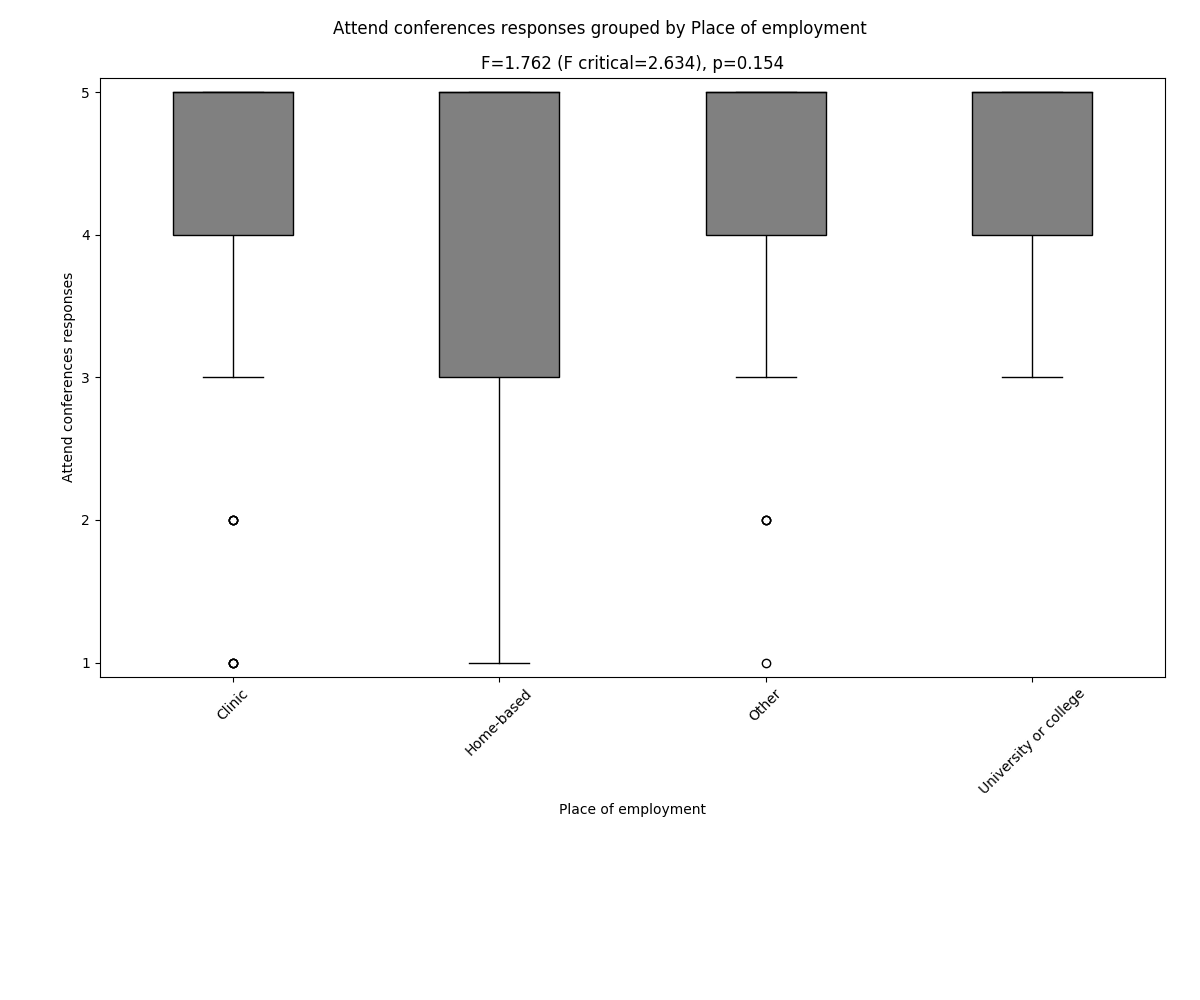 Attend conferences responses grouped by Place of employment
F=1.762 (F critical=2.634), p=0.154
5
4
3
2
1
Attend conferences responses
Clinic
Home-based
Other
University or college
Place of employment